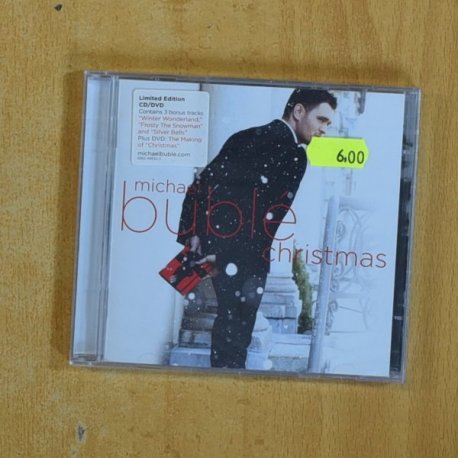 Limited Edition
CD/DVD
Contains 3 bonus tracks
"Winter Wonderland,"
"Frosty The Snowman"
and "Silver Bells"
Plus DVD: The Making
of "Christmas"
michaelbuble.com
6,00
michael
bublé
christmas